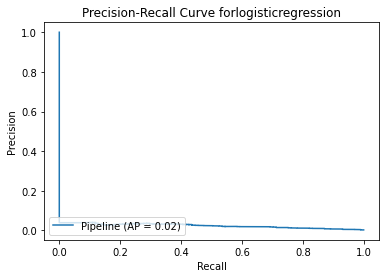 Precision-Recall Curve forlogisticregression
1.0
0.8
0.6
0.4
0.2
0.0
Precision
Pipeline (AP = 0.02)
0.0 0.2 0.4 0.6 0.8 1.0
Recall